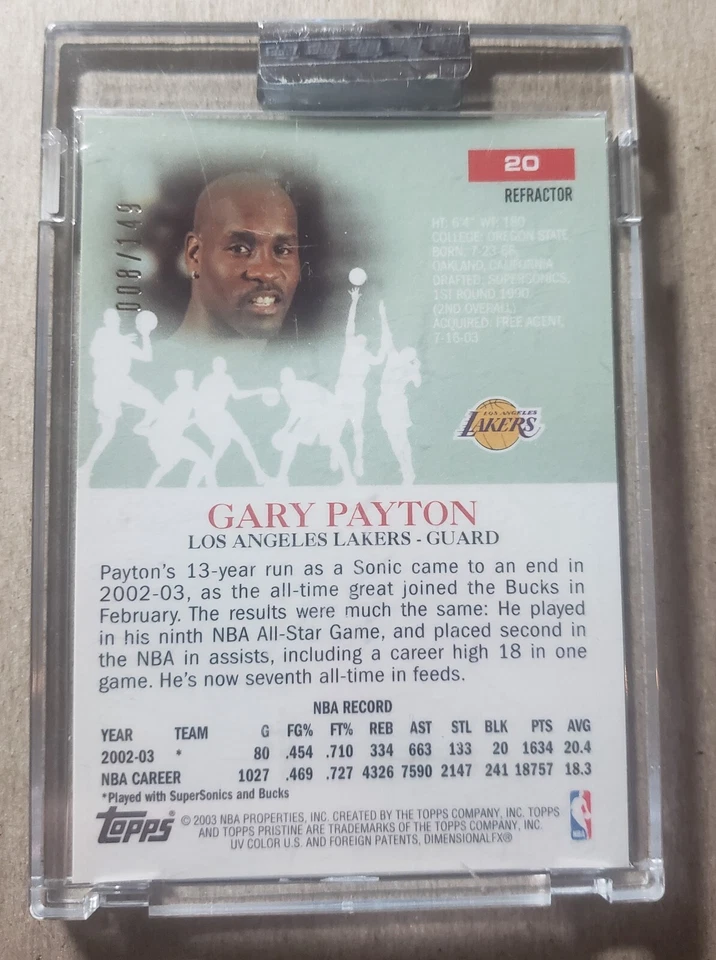 20
REFRACTOR
008/149
HT: 6'4" WT: 180
COLLEGE: OREGON STATE
BORN: 7-23-68,
OAKLAND, CALIFORNIA
DRAFTED: SUPERSONICS,
1ST ROUND 1990
(2ND OVERALL)
ACQUIRED: FREE AGENT,
7-16-03
LOS ANGELES
LAKERS
GARY PAYTON
LOS ANGELES LAKERS - GUARD
Payton's 13-year run as a Sonic came to an end in
2002-03, as the all-time great joined the Bucks in
February. The results were much the same: He played
in his ninth NBA All-Star Game, and placed second in
the NBA in assists, including a career high 18 in one
game. He's now seventh all-time in feeds.
NBA RECORD
YEAR TEAM G FG% FT% REB AST STL BLK PTS AVG
2002-03 * 80 .454 .710 334 663 133 20 1634 20.4
NBA CAREER 1027 .469 .727 4326 7590 2147 241 18757 18.3
*Played with SuperSonics and Bucks
TOPPS® © 2003 NBA PROPERTIES, INC. CREATED BY THE TOPPS COMPANY, INC. TOPPS
AND TOPPS PRISTINE ARE TRADEMARKS OF THE TOPPS COMPANY, INC.
UV COLOR U.S. AND FOREIGN PATENTS, DIMENSIONALFX®
NBA